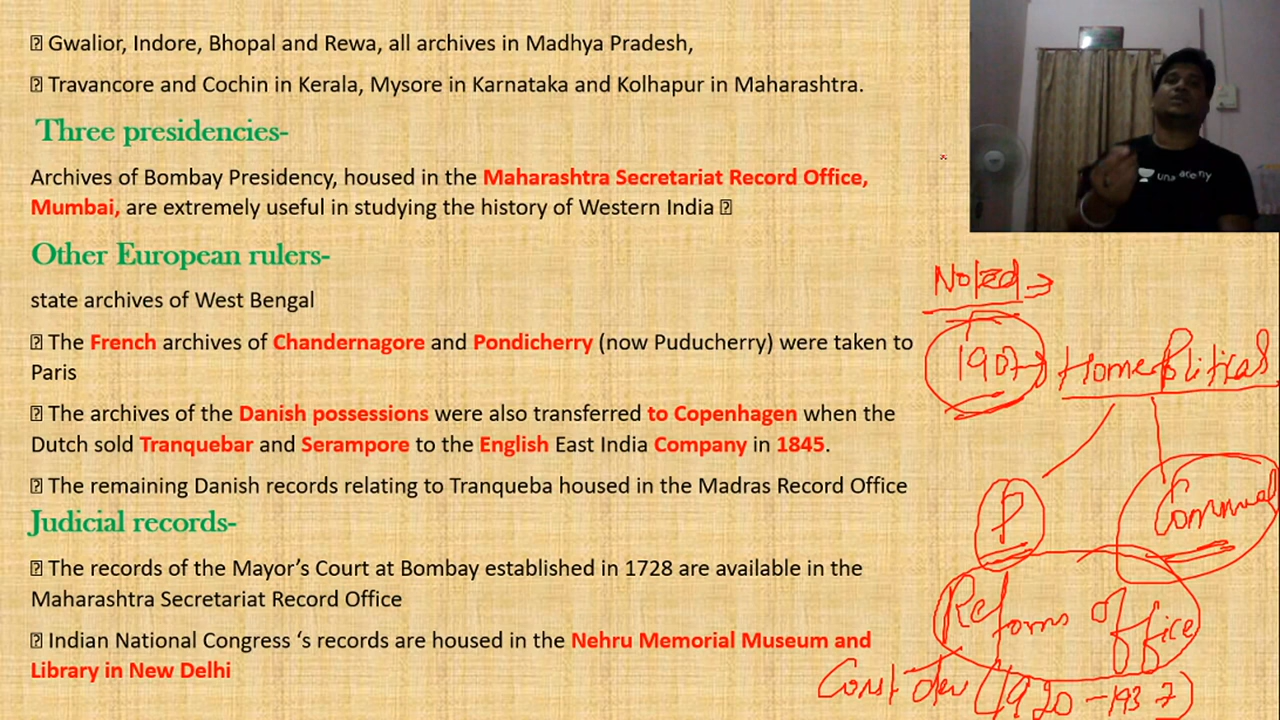 ⍰ Gwalior, Indore, Bhopal and Rewa, all archives in Madhya Pradesh,
⍰ Travancore and Cochin in Kerala, Mysore in Karnataka and Kolhapur in Maharashtra.
Three presidencies-
Archives of Bombay Presidency, housed in the Maharashtra Secretariat Record Office,
Mumbai, are extremely useful in studying the history of Western India ⍰
Other European rulers-
state archives of West Bengal
⍰ The French archives of Chandernagore and Pondicherry (now Puducherry) were taken to
Paris
⍰ The archives of the Danish possessions were also transferred to Copenhagen when the
Dutch sold Tranquebar and Serampore to the English East India Company in 1845.
⍰ The remaining Danish records relating to Tranqueba housed in the Madras Record Office
Judicial records-
⍰ The records of the Mayor’s Court at Bombay established in 1728 are available in the
Maharashtra Secretariat Record Office
⍰ Indian National Congress ‘s records are housed in the Nehru Memorial Museum and
Library in New Delhi
unacademy
1907 → Home Political
P
Communal
Reforms Office
Const dev (1920-1937)